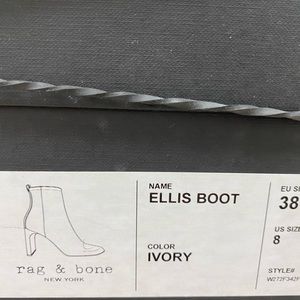 NAME
ELLIS BOOT
COLOR
IVORY
EU SI
38
US SIZE
8
STYLE#
rag & bone
NEW YORK